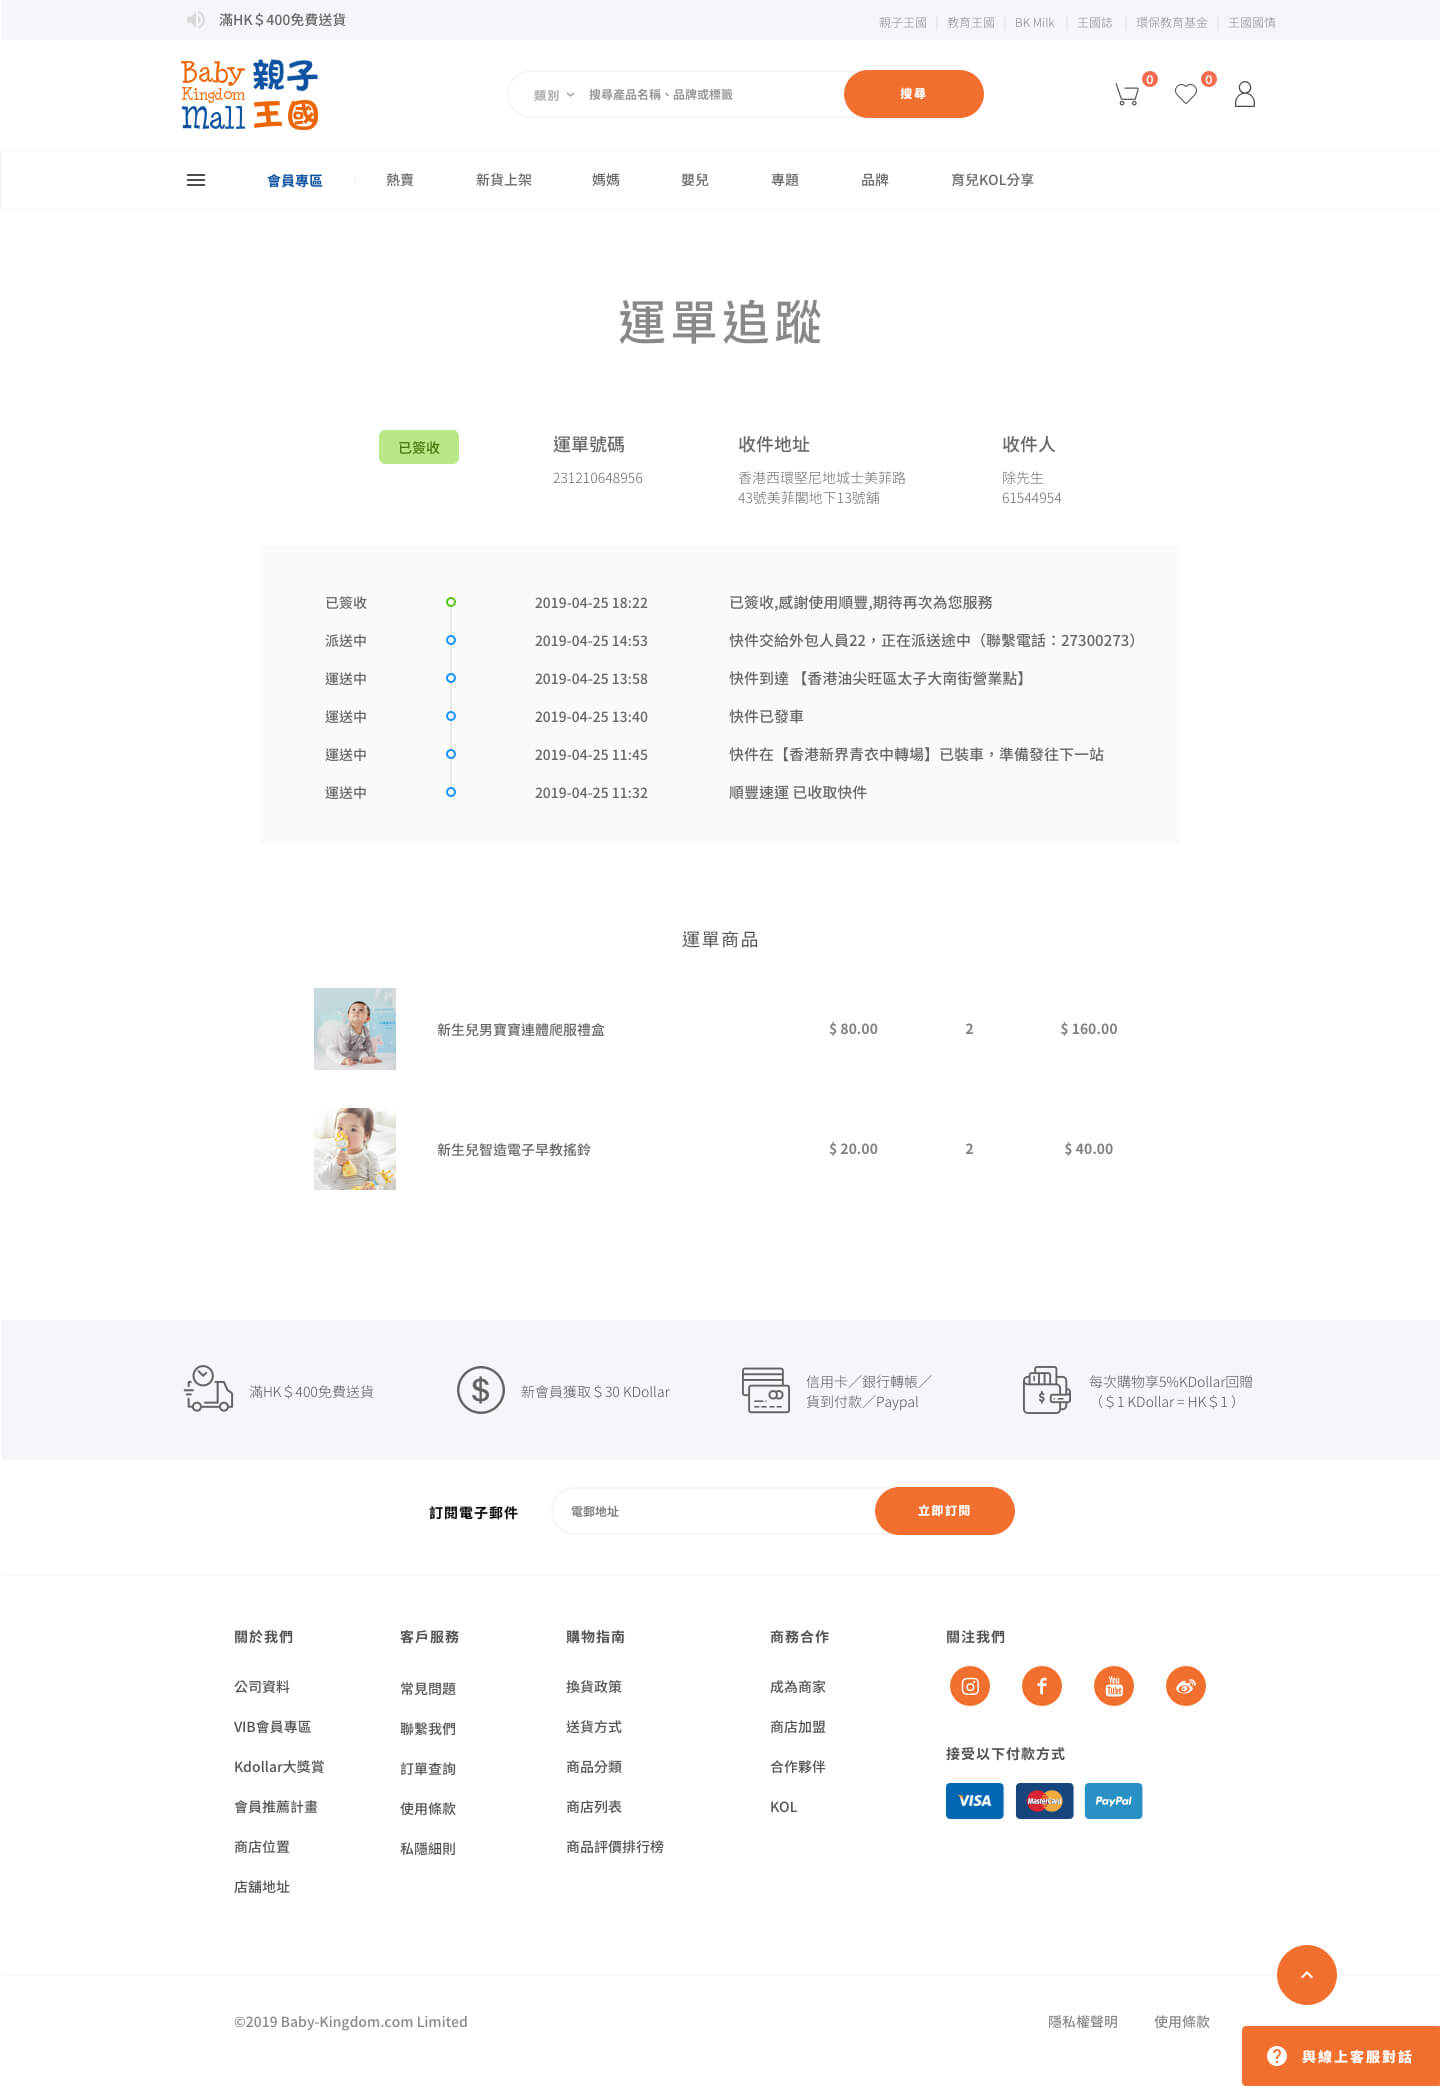 滿HK＄400免費送貨
親子王國 教育王國 BK Milk 王國誌 環保教育基金 王國國情
Baby 親子
Kingdom
mall 王國
類別 搜尋產品名稱、品牌或標籤 搜尋 0 0
會員專區 熱賣 新貨上架 媽媽 嬰兒 專題 品牌 育兒KOL分享
運單追蹤
已簽收 運單號碼 收件地址 收件人
231210648956 香港西環堅尼地城士美菲路 除先生
43號美菲閣地下13號舖 61544954
已簽收 2019-04-25 18:22 已簽收,感謝使用順豐,期待再次為您服務
派送中 2019-04-25 14:53 快件交給外包人員22，正在派送途中（聯繫電話：27300273）
運送中 2019-04-25 13:58 快件到達 【香港油尖旺區太子大南街營業點】
運送中 2019-04-25 13:40 快件已發車
運送中 2019-04-25 11:45 快件在【香港新界青衣中轉場】已裝車，準備發往下一站
運送中 2019-04-25 11:32 順豐速運 已收取快件
運單商品
新生兒男寶寶連體爬服禮盒 $ 80.00 2 $ 160.00
新生兒智造電子早教搖鈴 $ 20.00 2 $ 40.00
滿HK＄400免費送貨
新會員獲取＄30 KDollar
信用卡／銀行轉帳／
貨到付款／Paypal
每次購物享5%KDollar回贈
（＄1 KDollar = HK＄1 ）
訂閱電子郵件 電郵地址 立即訂閱
關於我們
公司資料
VIB會員專區
Kdollar大獎賞
會員推薦計畫
商店位置
店舖地址
客戶服務
常見問題
聯繫我們
訂單查詢
使用條款
私隱細則
購物指南
換貨政策
送貨方式
商品分類
商店列表
商品評價排行榜
商務合作
成為商家
商店加盟
合作夥伴
KOL
關注我們
You
Tube
接受以下付款方式
VISA MasterCard PayPal
©2019 Baby-Kingdom.com Limited 隱私權聲明 使用條款
與線上客服對話